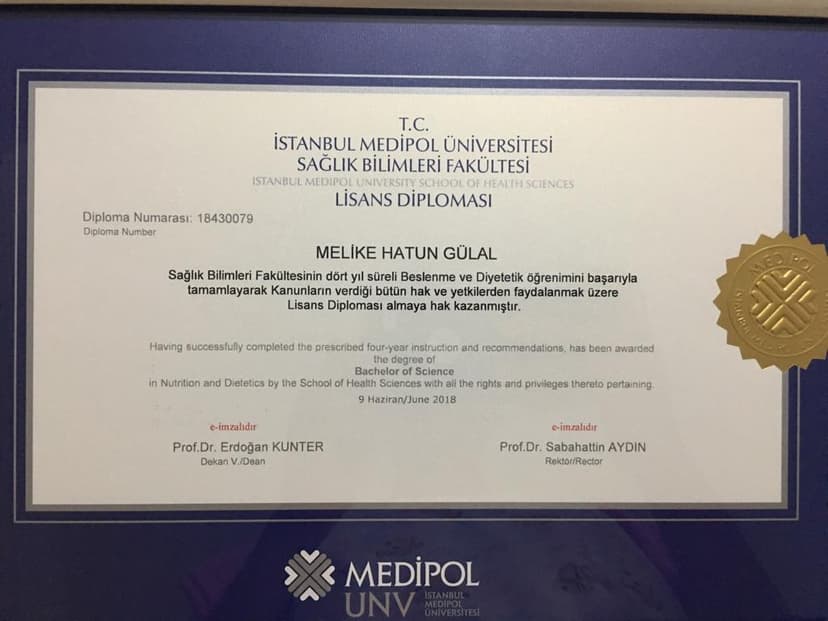 T.C.
İSTANBUL MEDİPOL ÜNİVERSİTESİ
SAĞLIK BİLİMLERİ FAKÜLTESİ
ISTANBUL MEDIPOL UNIVERSITY SCHOOL OF HEALTH SCIENCES
LİSANS DİPLOMASI
Diploma Numarası: 18430079
Diploma Number
MELİKE HATUN GÜLAL
Sağlık Bilimleri Fakültesinin dört yıl süreli Beslenme ve Diyetetik öğrenimini başarıyla
tamamlayarak Kanunların verdiği bütün hak ve yetkilerden faydalanmak üzere
Lisans Diploması almaya hak kazanmıştır.
MEDİPOL
Having successfully completed the prescribed four-year instruction and recommendations, has been awarded
the degree of
Bachelor of Science
in Nutrition and Dietetics by the School of Health Sciences with all the rights and privileges thereto pertaining.
9 Haziran/June 2018
e-imzalıdır
Prof.Dr. Erdoğan KUNTER
Dekan V./Dean
e-imzalıdır
Prof.Dr. Sabahattin AYDIN
Rektör/Rector
MEDİPOL
UNV
İSTANBUL
MEDİPOL
ÜNİVERSİTESİ